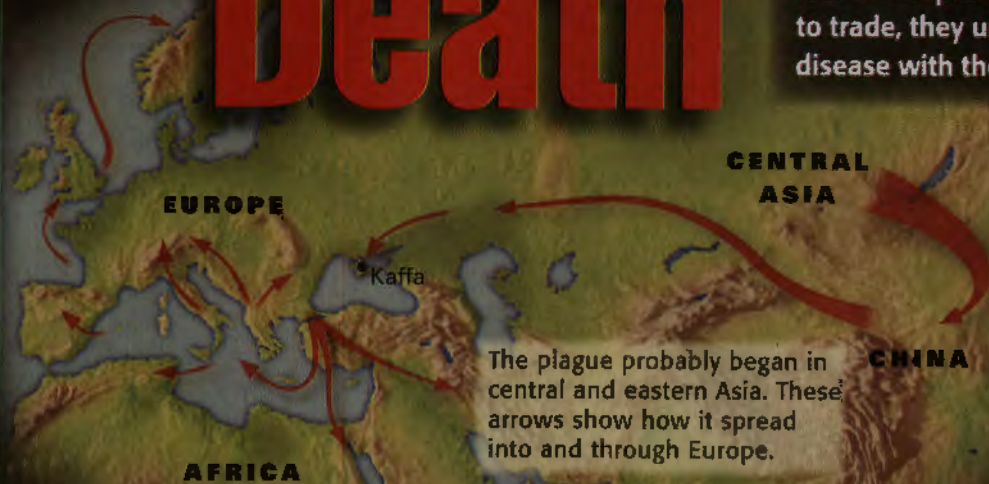 Death
to trade, they u
disease with the
CENTRAL
ASIA
EUROPE
Kaffa
The plague probably began in
central and eastern Asia. These
arrows show how it spread
into and through Europe.
CHINA
AFRICA